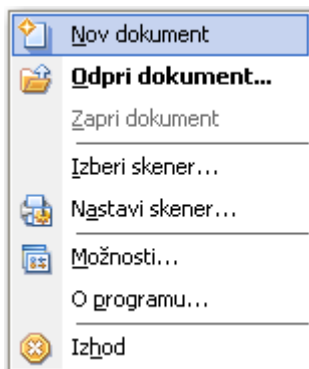 Nov dokument
Odpri dokument...
Zapri dokument
Izberi skener...
Nastavi skener...
Možnosti...
O programu...
Izhod